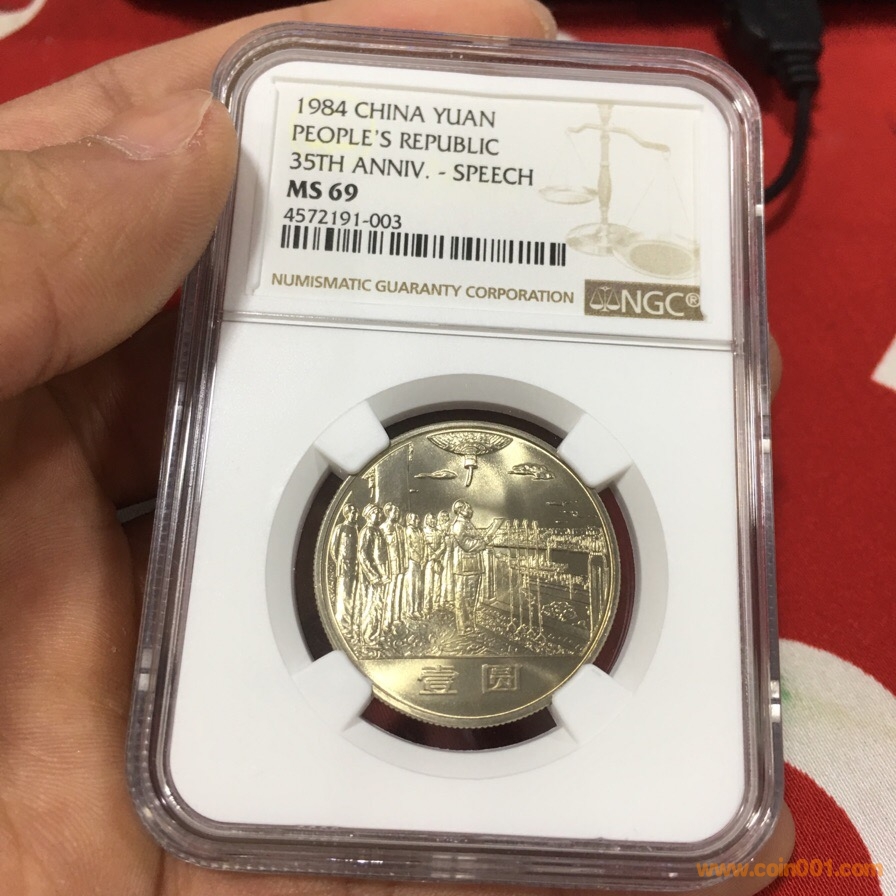 1984 CHINA YUAN
PEOPLE'S REPUBLIC
35TH ANNIV. - SPEECH
MS 69
4572191-003
NUMISMATIC GUARANTY CORPORATION
NGC®
壹圆
www.coin001.com